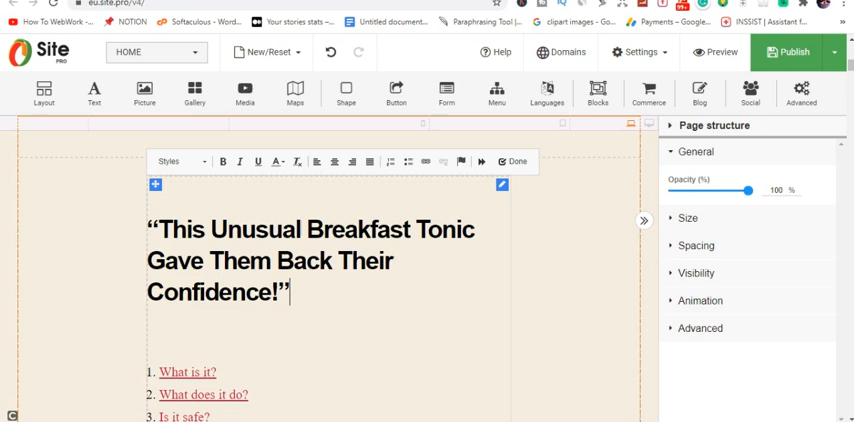 eu.site.pro/v4/
99+
How To WebWork -...
NOTION
Softaculous - Word...
Your stories stats –...
Untitled document...
Paraphrasing Tool |...
clipart images - Go...
Payments – Google...
INSSIST | Assistant f...
»
Site
PRO
HOME
New/Reset
Help
Domains
Settings
Preview
Publish
Layout
Text
Picture
Gallery
Media
Maps
Shape
Button
Form
Menu
Languages
Blocks
Commerce
Blog
Social
Advanced
Page structure
Styles
B I U A Tx
Done
General
Opacity (%)
100 %
Size
Spacing
Visibility
Animation
Advanced
“This Unusual Breakfast Tonic
Gave Them Back Their
Confidence!”
1. What is it?
2. What does it do?
3. Is it safe?